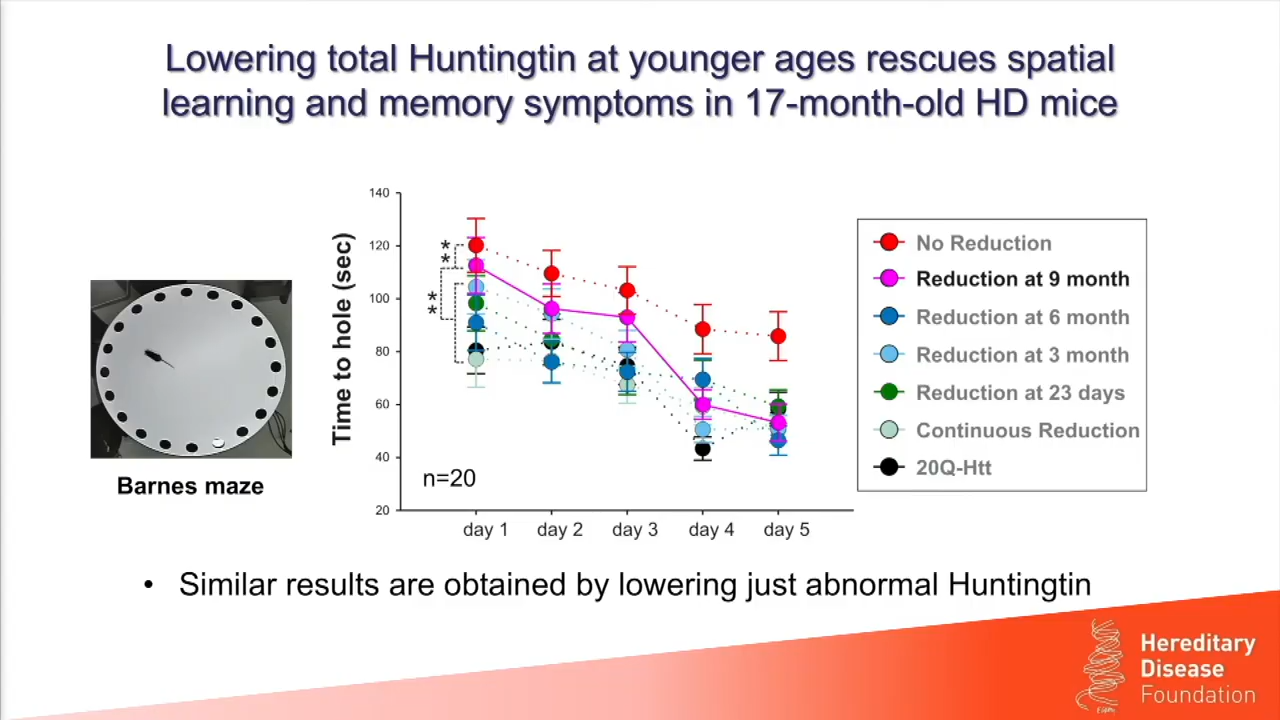 Lowering total Huntingtin at younger ages rescues spatial
learning and memory symptoms in 17-month-old HD mice
Barnes maze
Time to hole (sec)
140
120
100
80
60
40
20
**
**
n=20
day 1
day 2
day 3
day 4
day 5
No Reduction
Reduction at 9 month
Reduction at 6 month
Reduction at 3 month
Reduction at 23 days
Continuous Reduction
20Q-Htt
• Similar results are obtained by lowering just abnormal Huntingtin
Hereditary
Disease
Foundation